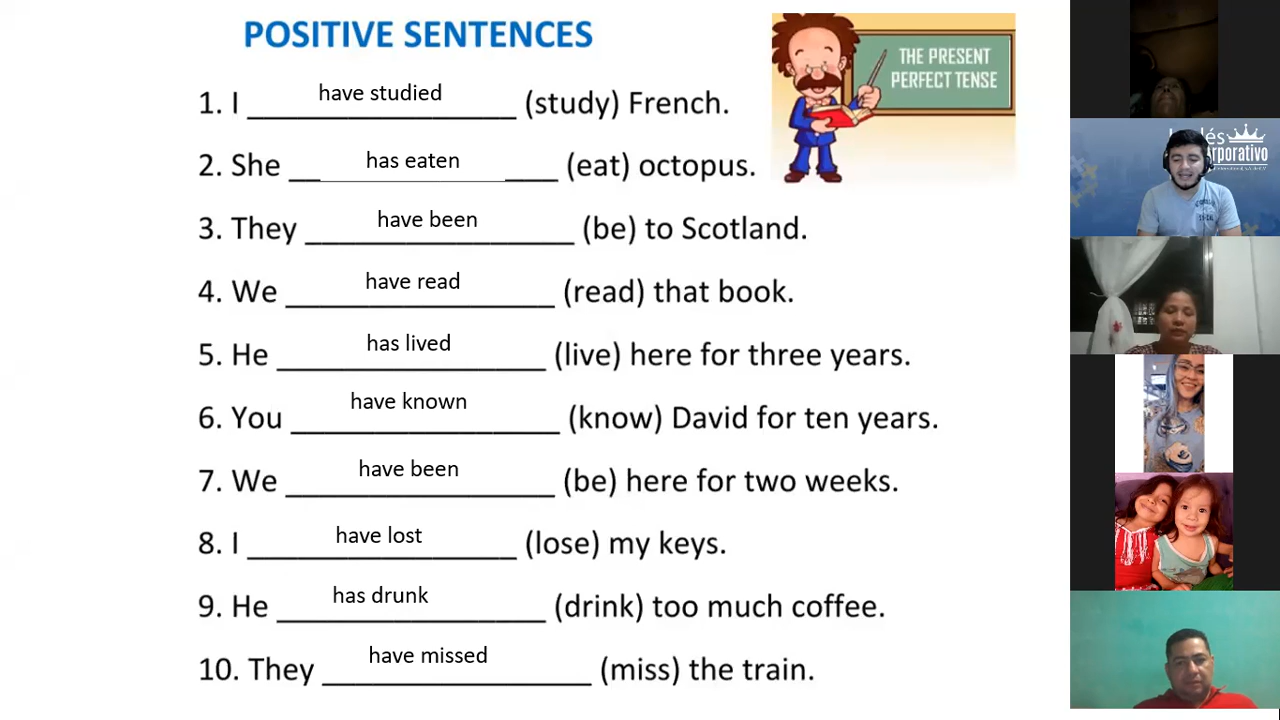 POSITIVE SENTENCES
THE PRESENT
PERFECT TENSE
1. I have studied (study) French.
2. She has eaten (eat) octopus.
3. They have been (be) to Scotland.
4. We have read (read) that book.
5. He has lived (live) here for three years.
6. You have known (know) David for ten years.
7. We have been (be) here for two weeks.
8. I have lost (lose) my keys.
9. He has drunk (drink) too much coffee.
10. They have missed (miss) the train.